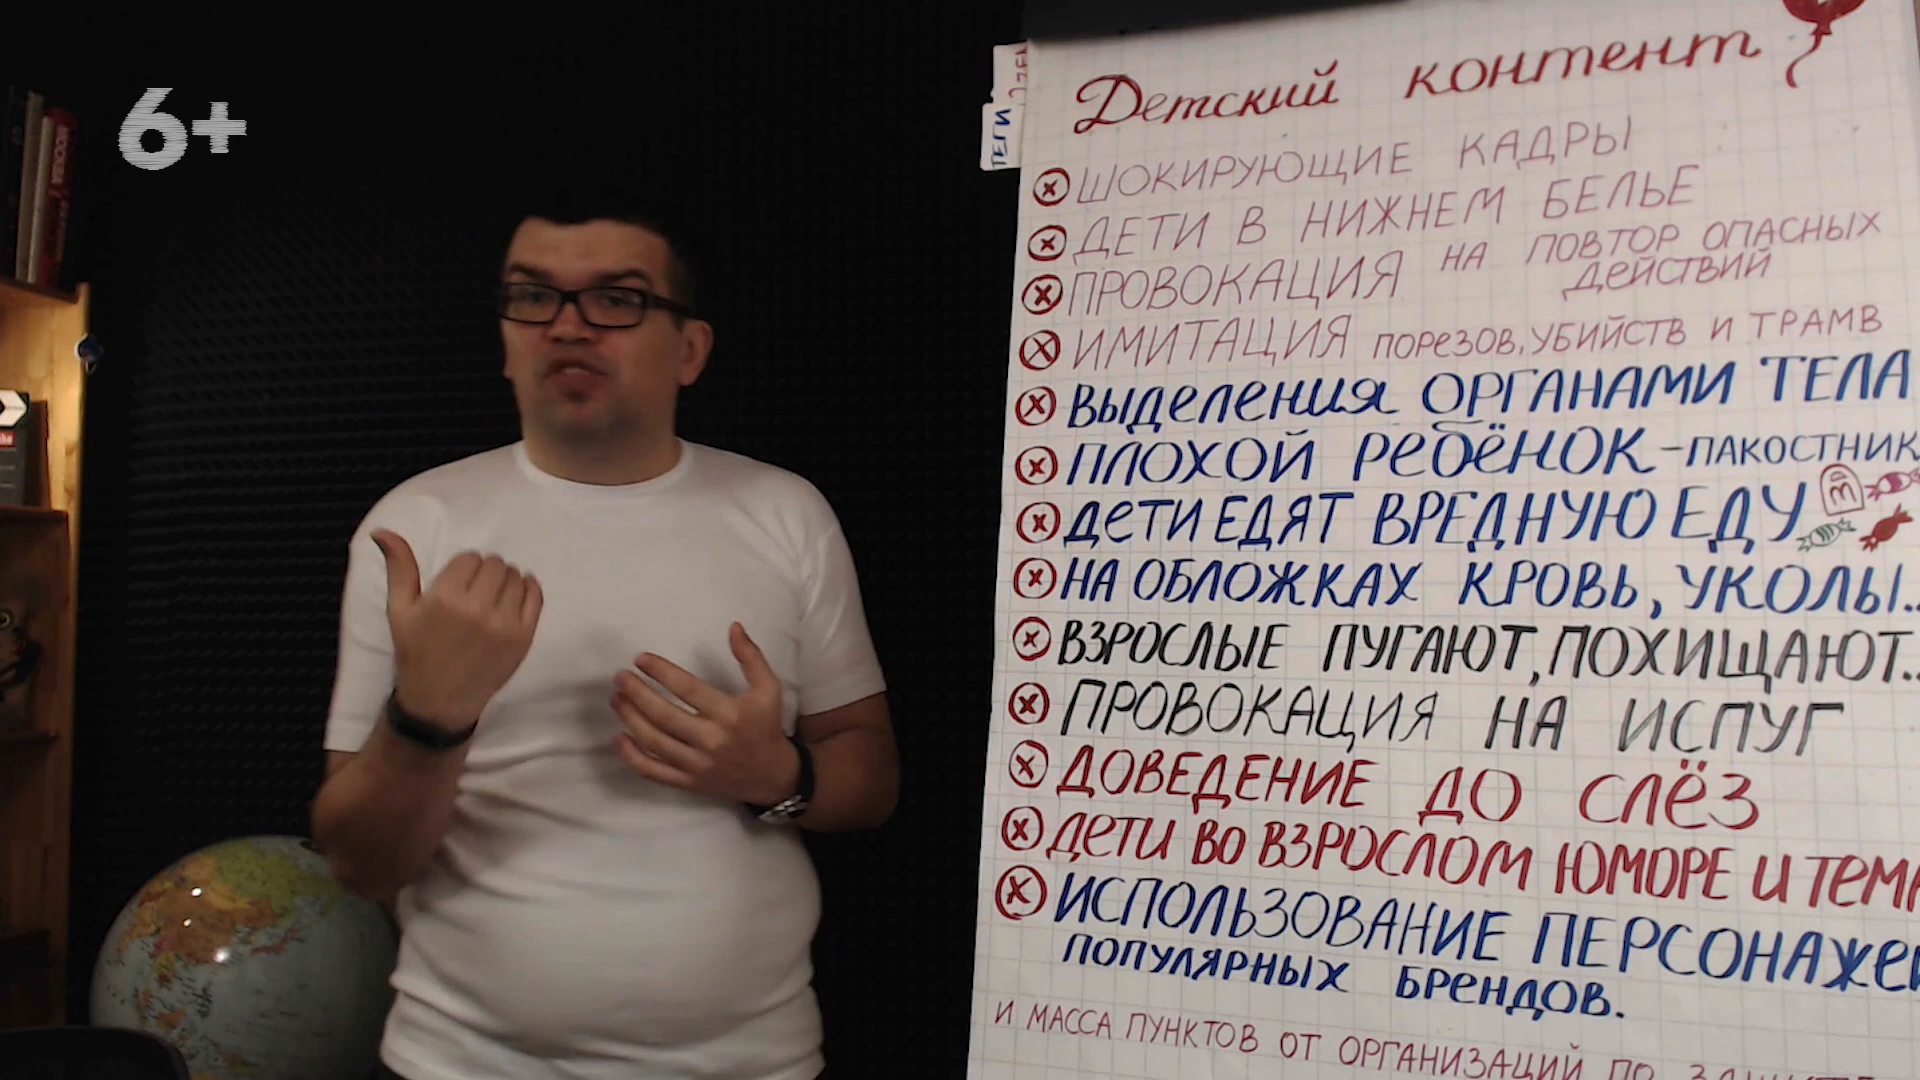 6+
ТЕГИ
Детский контент
ШОКИРУЮЩИЕ КАДРЫ
ДЕТИ В НИЖНЕМ БЕЛЬЕ
ПРОВОКАЦИЯ НА ПОВТОР ОПАСНЫХ
ДЕЙСТВИЙ
ИМИТАЦИЯ ПОРЕЗОВ, УБИЙСТВ И ТРАМВ
ВЫДЕЛЕНИЯ ОРГАНАМИ ТЕЛА
ПЛОХОЙ РЕБЁНОК - ПАКОСТНИК
ДЕТИ ЕДЯТ ВРЕДНУЮ ЕДУ
НА ОБЛОЖКАХ КРОВЬ, УКОЛЫ..
ВЗРОСЛЫЕ ПУГАЮТ, ПОХИЩАЮТ..
ПРОВОКАЦИЯ НА ИСПУГ
ДОВЕДЕНИЕ ДО СЛЁЗ
ДЕТИ ВО ВЗРОСЛОМ ЮМОРЕ И
ИСПОЛЬЗОВАНИЕ ПЕРСОНАЖЕЙ
ПОПУЛЯРНЫХ БРЕНДОВ.
И МАССА ПУНКТОВ ОТ ОРГАНИЗАЦИЙ ПО